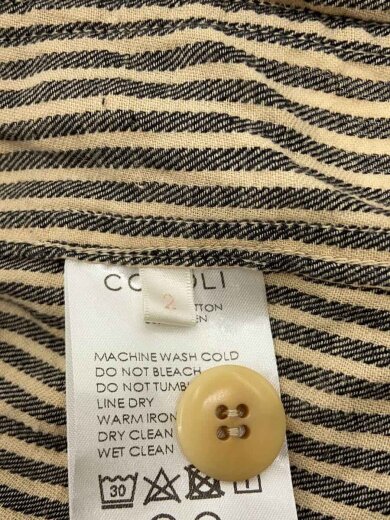 CO OLI
2
TTON
EN
MACHINE WASH COLD
DO NOT BLEACH
DO NOT TUMBL
LINE DRY
WARM IRON
DRY CLEAN
WET CLEAN
30